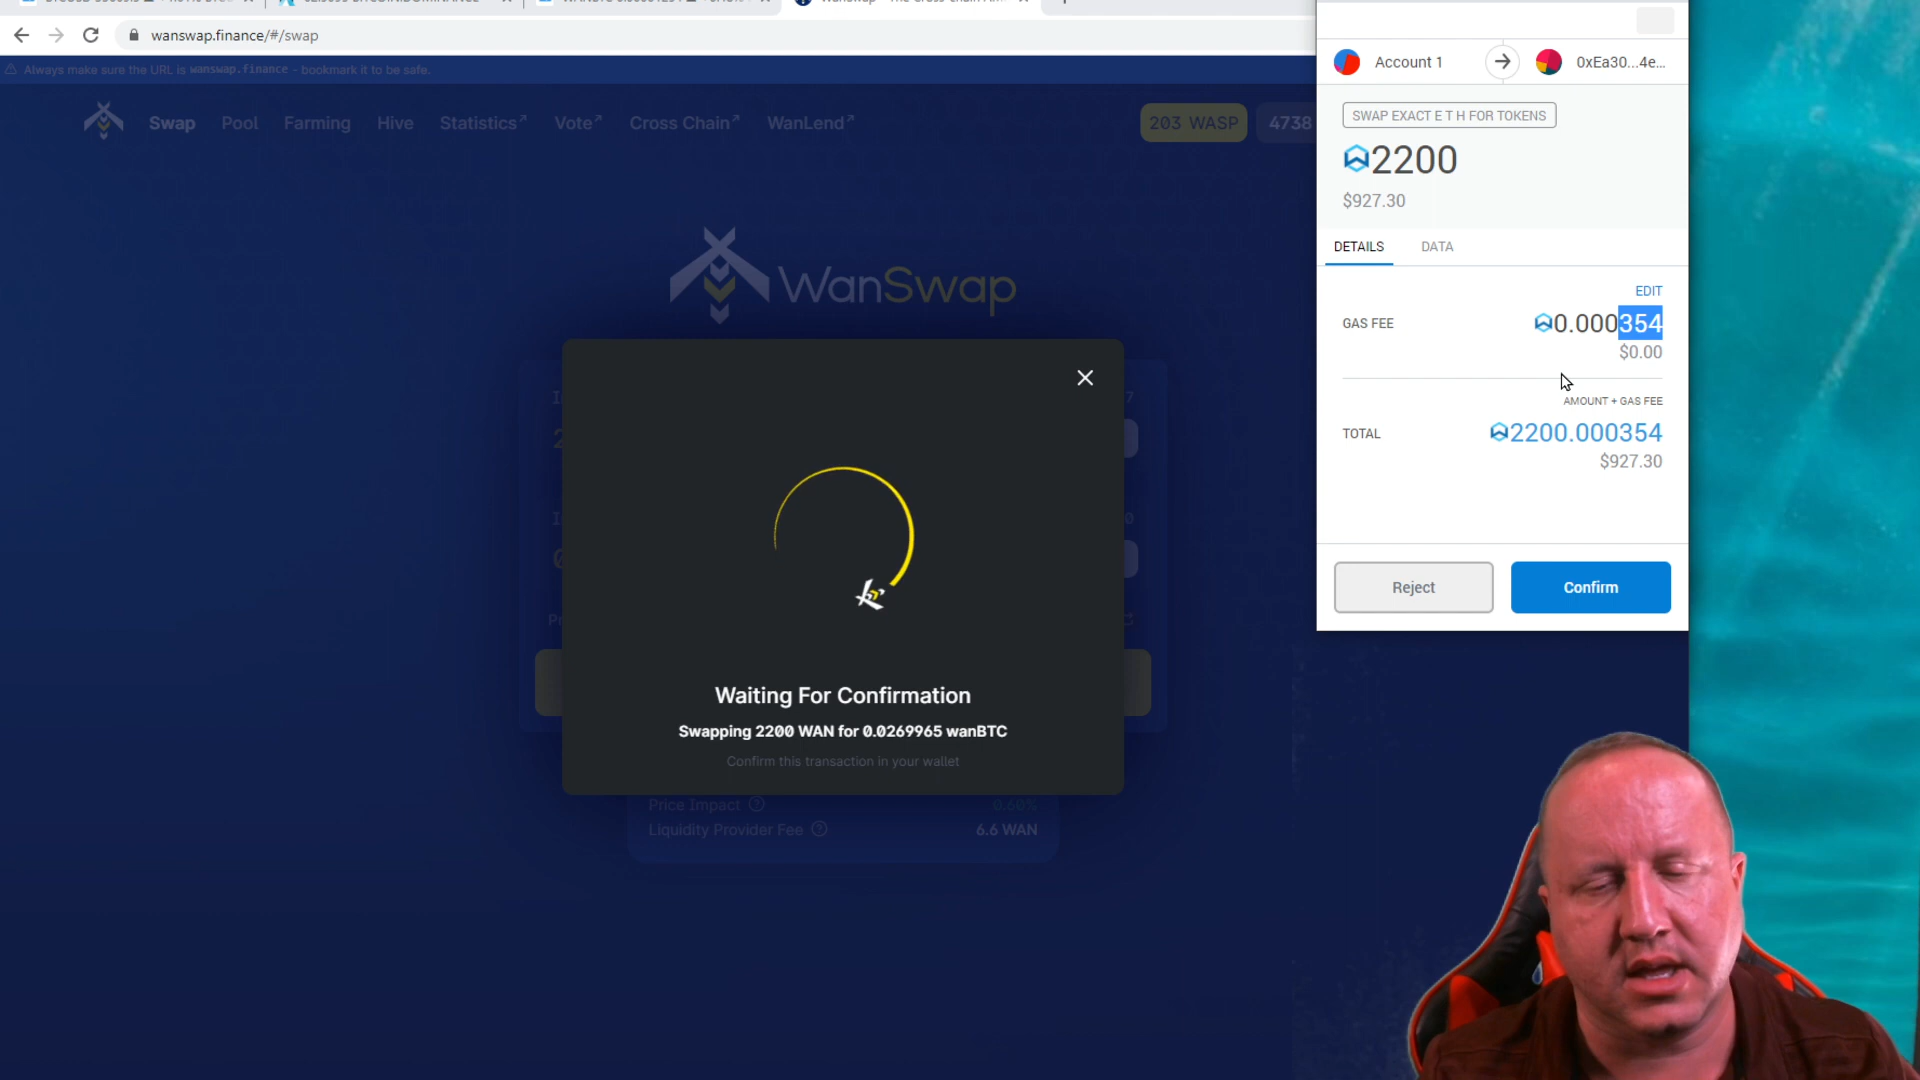 wanswap.finance/#/swap
Always make sure the URL is wanswap.finance - bookmark it to be safe.
Swap
Pool
Farming
Hive
Statistics
Vote
Cross Chain
WanLend
203 WASP
4738
WanSwap
Waiting For Confirmation
Swapping 2200 WAN for 0.0269965 wanBTC
Confirm this transaction in your wallet
Price Impact
0.60%
Liquidity Provider Fee
6.6 WAN
Account 1
0xEa30...4e...
SWAP EXACT E T H FOR TOKENS
2200
$927.30
DETAILS
DATA
EDIT
GAS FEE
0.000354
$0.00
AMOUNT + GAS FEE
TOTAL
2200.000354
$927.30
Reject
Confirm